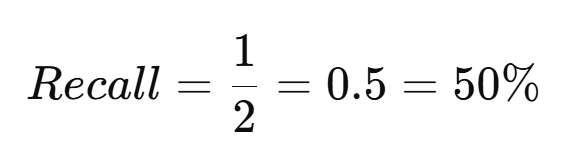 Recall = 1/2 = 0.5 = 50%